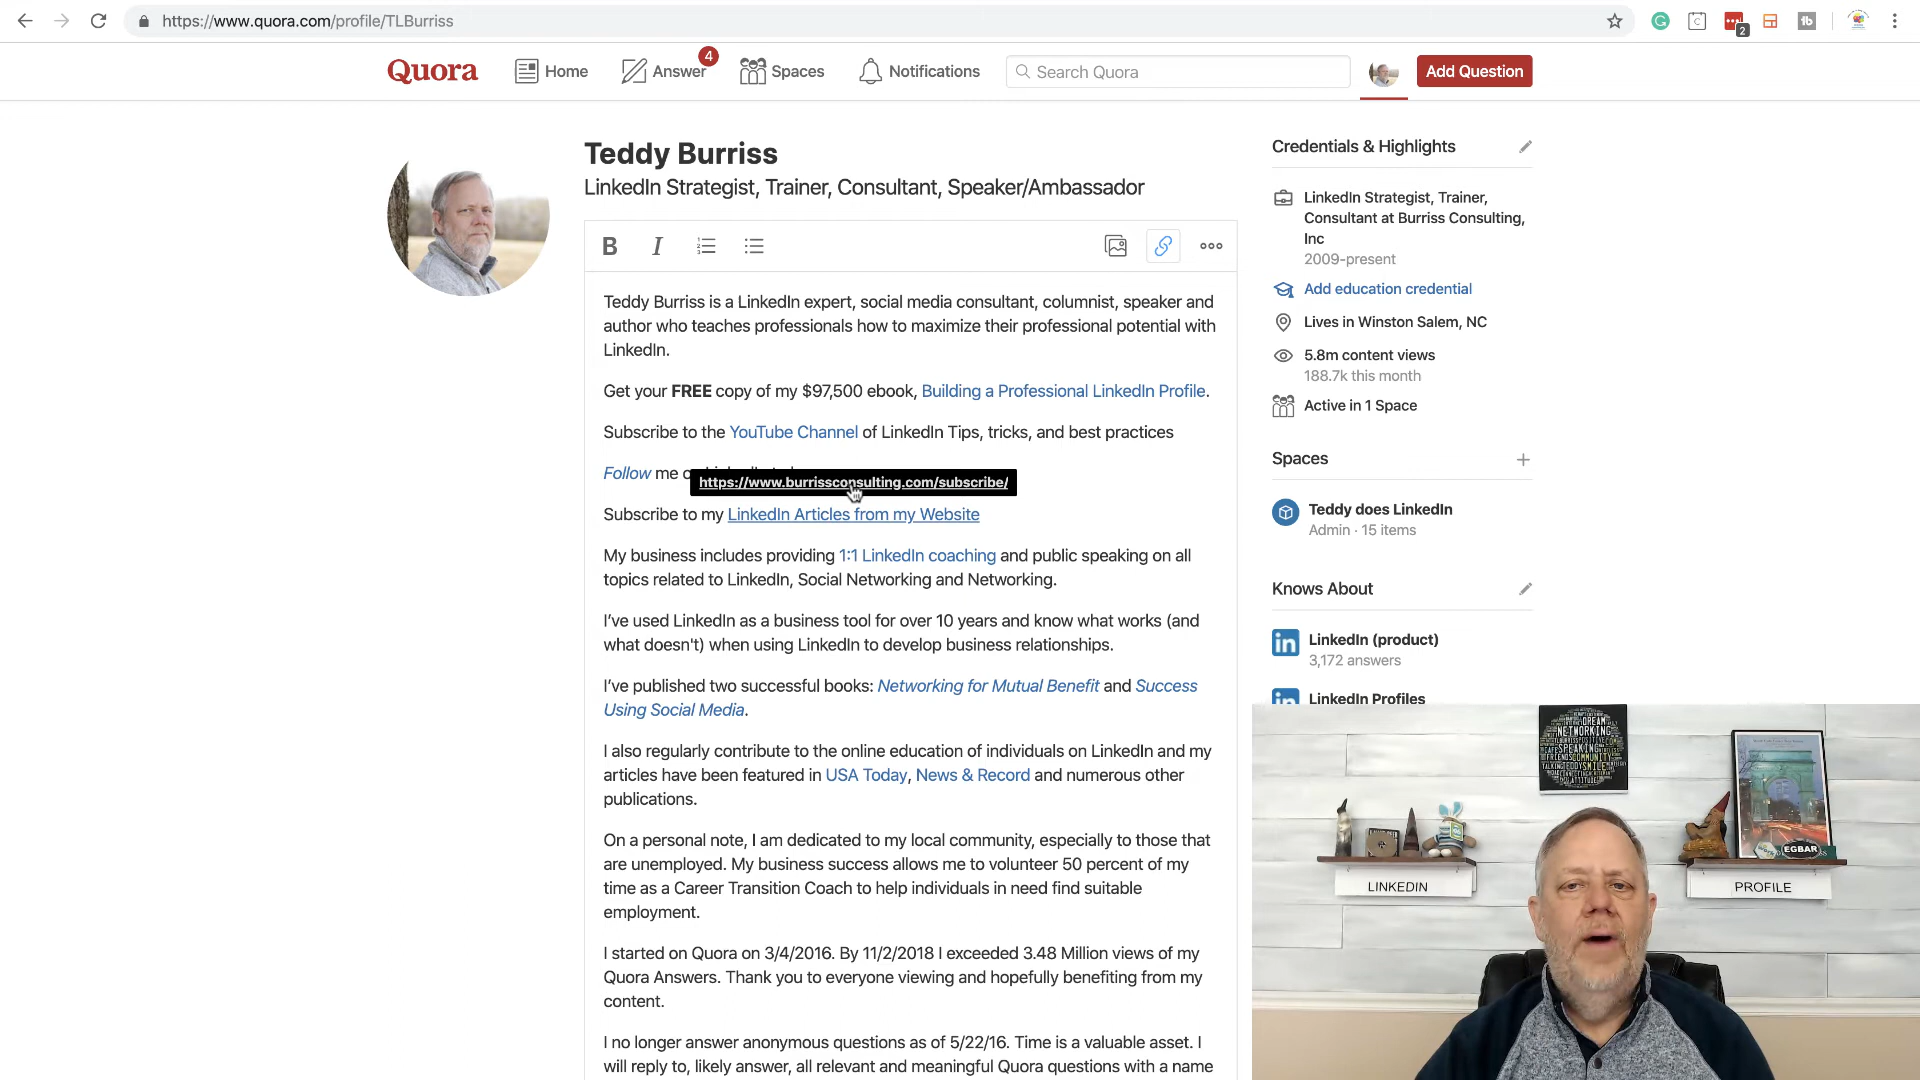 https://www.quora.com/profile/TLBurriss
2
Quora
Home
Answer
4
Spaces
Notifications
Search Quora
Add Question
Teddy Burriss
LinkedIn Strategist, Trainer, Consultant, Speaker/Ambassador
B I
Teddy Burriss is a LinkedIn expert, social media consultant, columnist, speaker and
author who teaches professionals how to maximize their professional potential with
LinkedIn.
Get your FREE copy of my $97,500 ebook, Building a Professional LinkedIn Profile.
Subscribe to the YouTube Channel of LinkedIn Tips, tricks, and best practices
Follow me
https://www.burrissconsulting.com/subscribe/
Subscribe to my LinkedIn Articles from my Website
My business includes providing 1:1 LinkedIn coaching and public speaking on all
topics related to LinkedIn, Social Networking and Networking.
I've used LinkedIn as a business tool for over 10 years and know what works (and
what doesn't) when using LinkedIn to develop business relationships.
I've published two successful books: Networking for Mutual Benefit and Success
Using Social Media.
I also regularly contribute to the online education of individuals on LinkedIn and my
articles have been featured in USA Today, News & Record and numerous other
publications.
On a personal note, I am dedicated to my local community, especially to those that
are unemployed. My business success allows me to volunteer 50 percent of my
time as a Career Transition Coach to help individuals in need find suitable
employment.
I started on Quora on 3/4/2016. By 11/2/2018 I exceeded 3.48 Million views of my
Quora Answers. Thank you to everyone viewing and hopefully benefiting from my
content.
I no longer answer anonymous questions as of 5/22/16. Time is a valuable asset. I
will reply to, likely answer, all relevant and meaningful Quora questions with a name
Credentials & Highlights
LinkedIn Strategist, Trainer,
Consultant at Burriss Consulting,
Inc
2009-present
Add education credential
Lives in Winston Salem, NC
5.8m content views
188.7k this month
Active in 1 Space
Spaces
Teddy does LinkedIn
Admin · 15 items
Knows About
in
LinkedIn (product)
3,172 answers
in
LinkedIn Profiles
DREAM
NETWORKING
SPEAKING
FRIENDS COMMUNITY
TALKING TEDDY SMILE
LINKEDIN
EGBAR
PROFILE